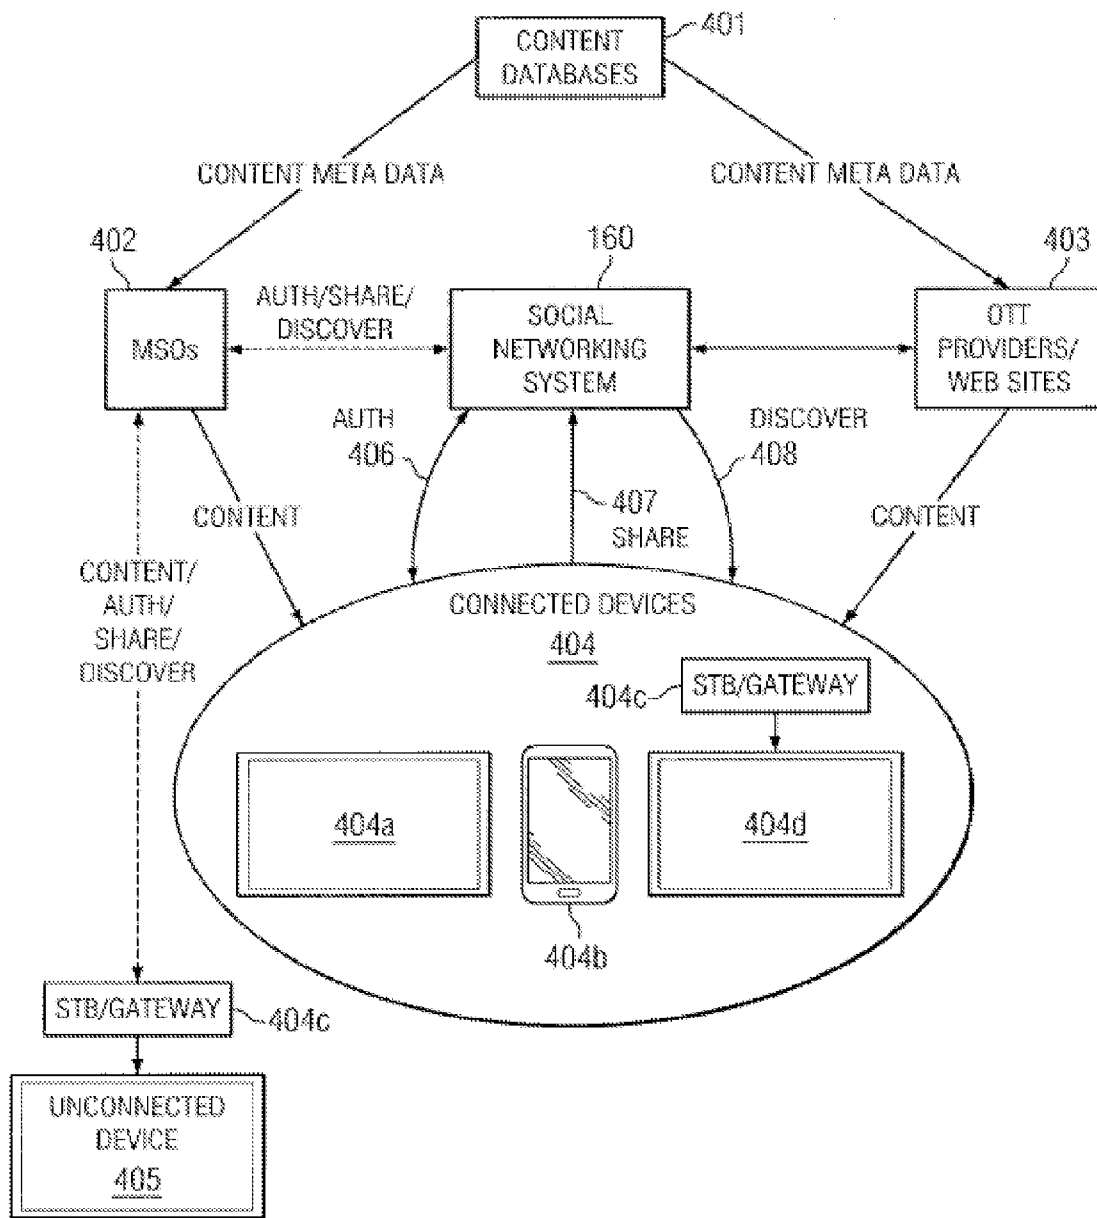 CONTENT
DATABASES
401
CONTENT META DATA
CONTENT META DATA
402
160
403
MSOs
AUTH/SHARE/
DISCOVER
SOCIAL
NETWORKING
SYSTEM
OTT
PROVIDERS/
WEB SITES
AUTH
406
DISCOVER
408
407
SHARE
CONTENT
CONTENT
CONTENT/
AUTH/
SHARE/
DISCOVER
CONNECTED DEVICES
404
404c
STB/GATEWAY
404a
404d
404b
STB/GATEWAY
404c
UNCONNECTED
DEVICE
405